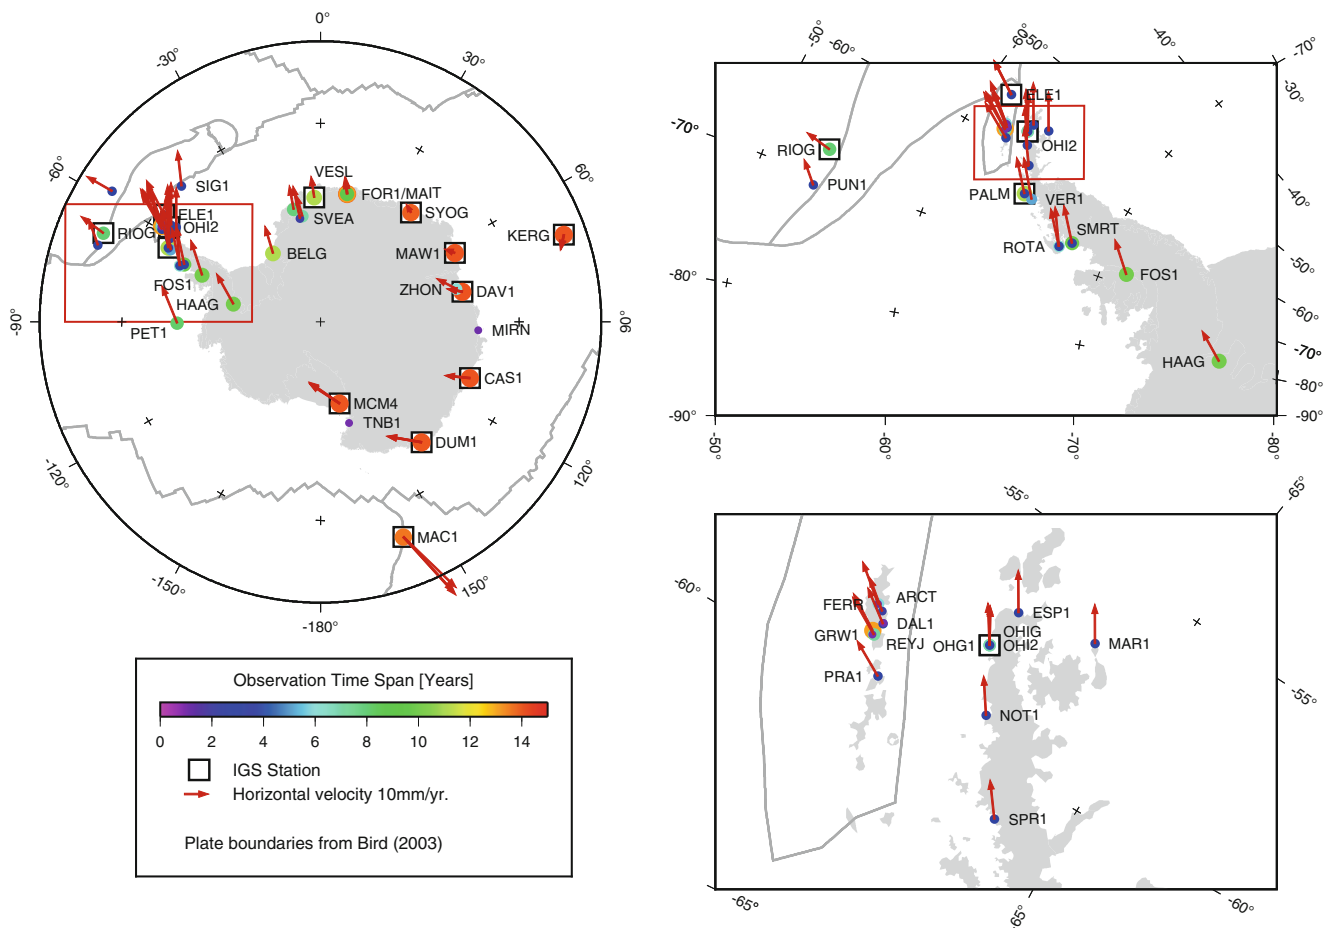 0°
-30°
30°
-60°
60°
-90°
90°
-120°
120°
-150°
150°
-180°
SIG1
ELE1
OHI2
RIOG
FOS1
HAAG
PET1
VESL
FOR1/MAIT
SVEA
SYOG
BELG
KERG
MAW1
ZHON
DAV1
MIRN
CAS1
MCM4
TNB1
DUM1
MAC1
Observation Time Span [Years]
0 2 4 6 8 10 12 14
IGS Station
Horizontal velocity 10mm/yr.
Plate boundaries from Bird (2003)
-50°
-60°
-60°
-50°
-40°
-70°
-30°
-70°
-40°
-80°
-50°
-60°
-70°
-80°
-90°
-90°
-50°
-60°
-70°
-80°
ELE1
RIOG
OHI2
PUN1
PALM
VER1
ROTA
SMRT
FOS1
HAAG
-55°
-65°
-60°
-55°
-65°
-65°
-60°
FERR
ARCT
ESP1
DAL1
GRW1
REYJ
OHG1
OHIG
OHI2
MAR1
PRA1
NOT1
SPR1